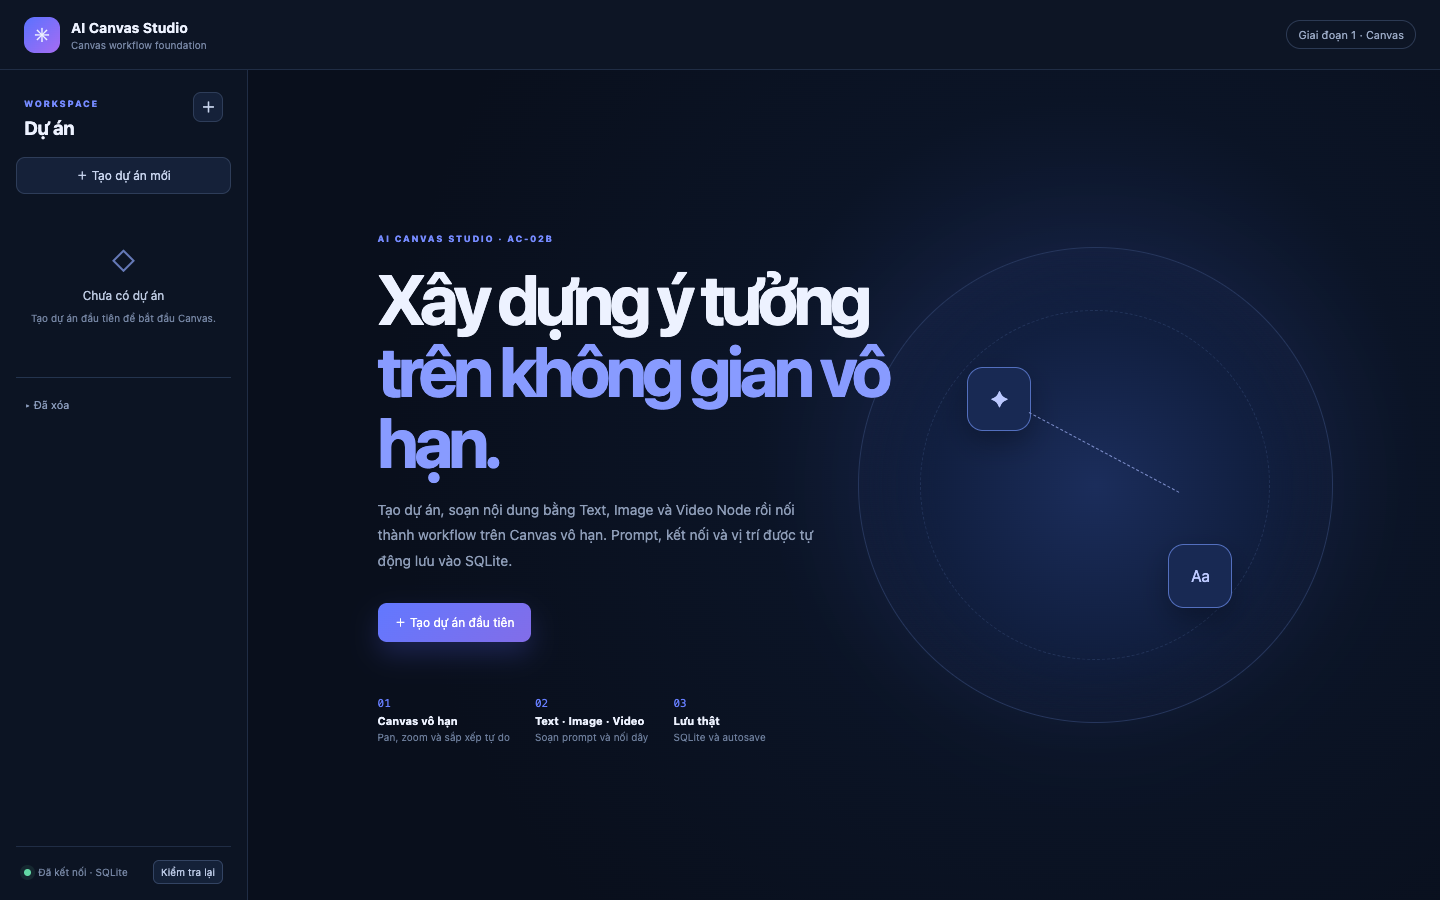 AI Canvas Studio
Canvas workflow foundation
Giai đoạn 1 · Canvas
WORKSPACE
Dự án
+
+ Tạo dự án mới
Chưa có dự án
Tạo dự án đầu tiên để bắt đầu Canvas.
Đã xóa
Đã kết nối · SQLite
Kiểm tra lại
AI CANVAS STUDIO · AC-02B
Xây dựng ý tưởng
trên không gian vô
hạn.
Tạo dự án, soạn nội dung bằng Text, Image và Video Node rồi nối
thành workflow trên Canvas vô hạn. Prompt, kết nối và vị trí được tự
động lưu vào SQLite.
+ Tạo dự án đầu tiên
01
Canvas vô hạn
Pan, zoom và sắp xếp tự do
02
Text · Image · Video
Soạn prompt và nối dây
03
Lưu thật
SQLite và autosave
Aa